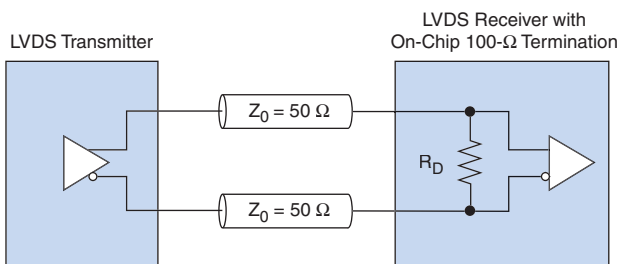 LVDS Transmitter
LVDS Receiver with
On-Chip 100-Ω Termination
Z0 = 50 Ω
RD
Z0 = 50 Ω